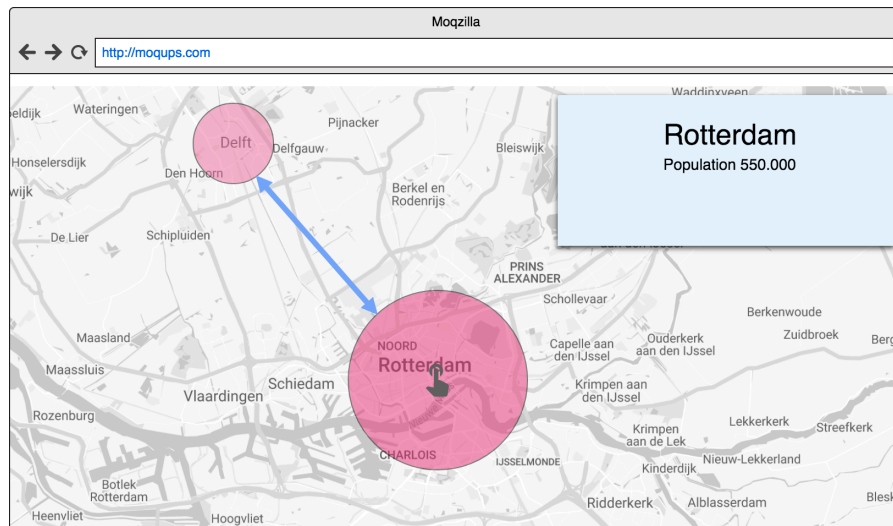 Moqzilla
http://moqups.com
Waddinxveen
eldijk
Wateringen
Pijnacker
Rotterdam
Delft
Delfgauw
Bleiswijk
Honselersdijk
Population 550.000
Den Hoorn
wijk
Berkel en
Rodenrijs
De Lier
Schipluiden
PRINS
ALEXANDER
Schollevaar
Berkenwoude
Maasland
NOORD
Capelle aan
den IJssel
Ouderkerk
aan den IJssel
Zuidbroek
Berg
Maassluis
Rotterdam
Schiedam
Vlaardingen
Krimpen aan
den IJssel
Rozenburg
Lekkerkerk
Streefkerk
Krimpen
aan de Lek
CHARLOIS
IJSSELMONDE
Nieuw-Lekkerland
Kinderdijk
Botlek
Rotterdam
Ridderkerk
Alblasserdam
Blesk
Heenvliet
Hoogvliet